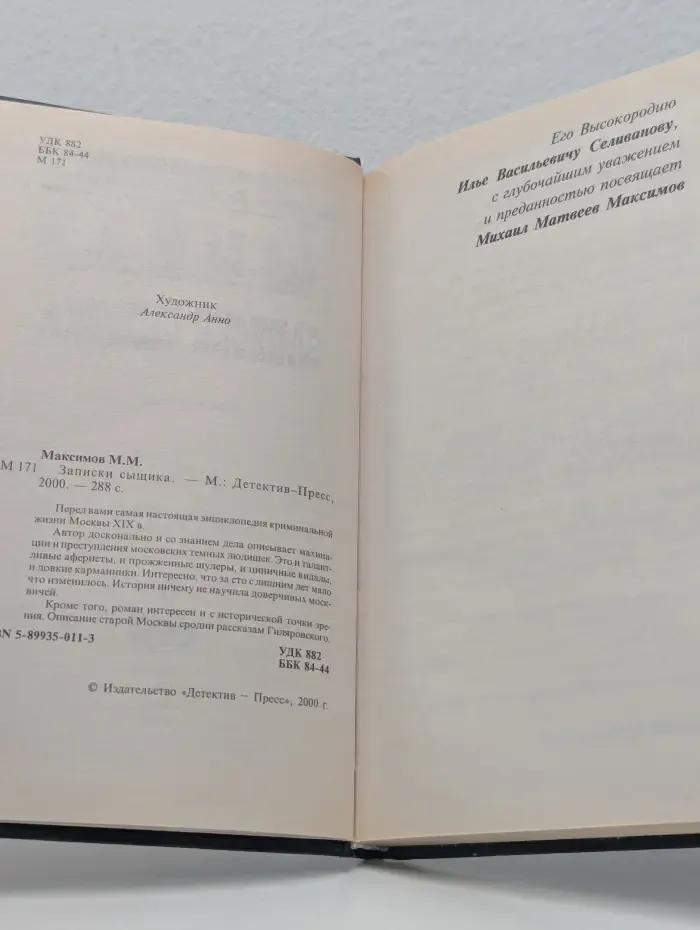 УДК 882
ББК 84-44
М 171
Художник
Александр Анно
Максимов М.М.
М 171 Записки сыщика. — М.: Детектив–Пресс,
2000. — 288 с.
Перед вами самая настоящая энциклопедия криминальной
жизни Москвы XIX в.
Автор досконально и со знанием дела описывает махина-
ции и преступления московских темных людишек. Это и талант-
ливые аферисты, и прожженные шулеры, и циничные кидалы,
и ловкие карманники. Интересно, что за сто с лишним лет мало
что изменилось. История ничему не научила доверчивых моск-
вичей.
Кроме того, роман интересен и с исторической точки зре-
ния. Описание старой Москвы сродни рассказам Гиляровского.
BN 5-89935-011-3
УДК 882
ББК 84-44
© Издательство «Детектив – Пресс», 2000 г.
Его Высокородию
Илье Васильевичу Селиванову,
с глубочайшим уважением
и преданностью посвящает
Михаил Матвеев Максимов